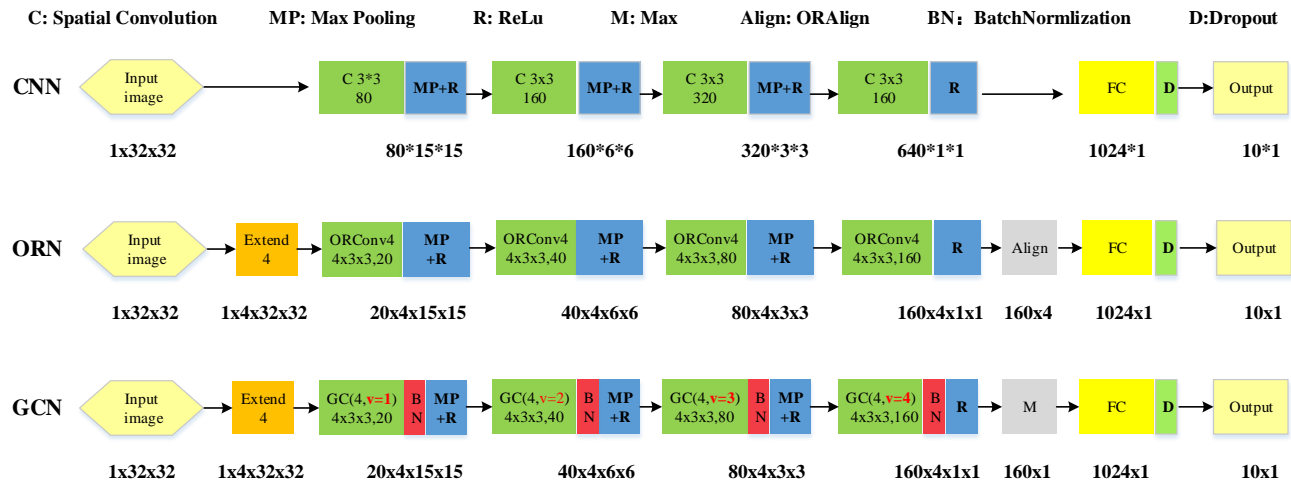 C: Spatial Convolution MP: Max Pooling R: ReLu M: Max Align: ORAlign BN： BatchNormlization D:Dropout
CNN
Input
image
C 3*3
80
MP+R
C 3x3
160
MP+R
C 3x3
320
MP+R
C 3x3
160
R
FC
D
Output
1x32x32 80*15*15 160*6*6 320*3*3 640*1*1 1024*1 10*1
ORN
Input
image
Extend
4
ORConv4
4x3x3,20
MP
+R
ORConv4
4x3x3,40
MP
+R
ORConv4
4x3x3,80
MP
+R
ORConv4
4x3x3,160
R
Align
FC
D
Output
1x32x32 1x4x32x32 20x4x15x15 40x4x6x6 80x4x3x3 160x4x1x1 160x4 1024x1 10x1
GCN
Input
image
Extend
4
GC(4,v=1)
4x3x3,20
B
N
MP
+R
GC(4,v=2)
4x3x3,40
B
N
MP
+R
GC(4,v=3)
4x3x3,80
B
N
MP
+R
GC(4,v=4)
4x3x3,160
B
N
R
M
FC
D
Output
1x32x32 1x4x32x32 20x4x15x15 40x4x6x6 80x4x3x3 160x4x1x1 160x1 1024x1 10x1